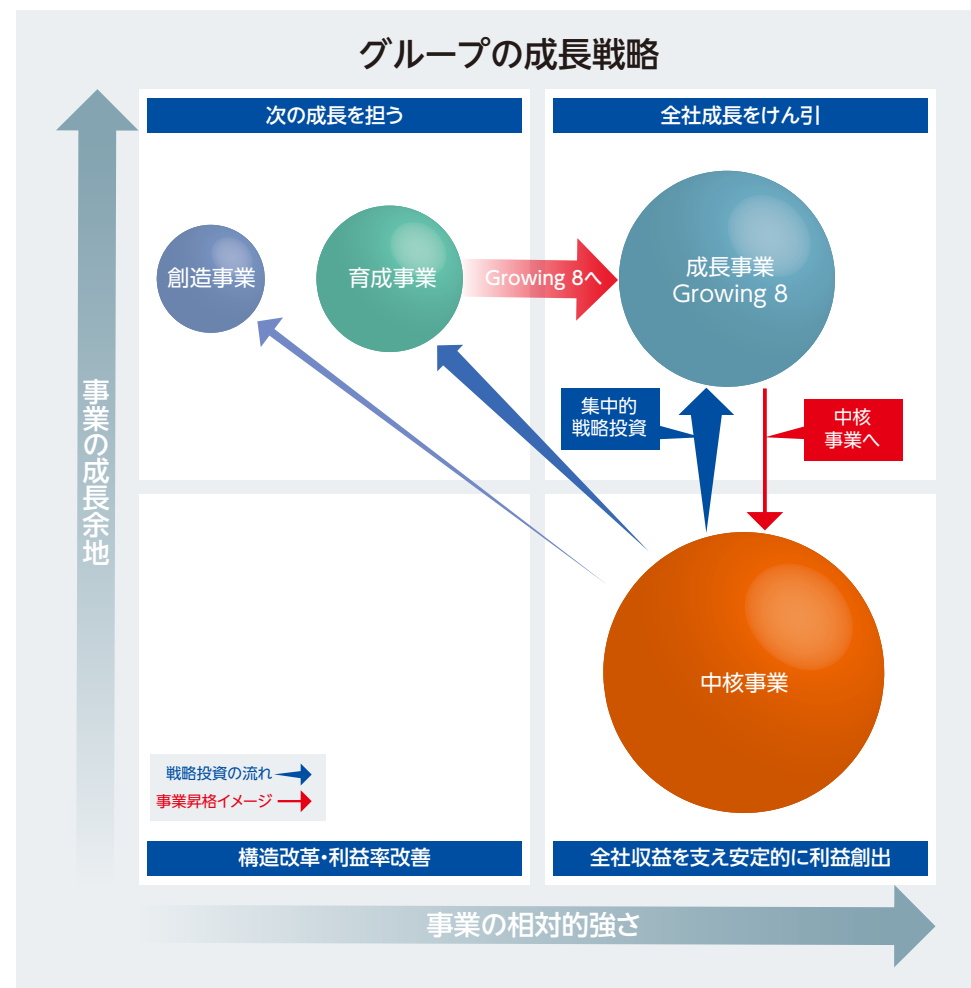 グループの成長戦略
次の成長を担う
全社成長をけん引
創造事業
育成事業
Growing 8へ
成長事業
Growing 8
集中的
戦略投資
中核
事業へ
事業の成長余地
中核事業
戦略投資の流れ
事業昇格イメージ
構造改革・利益率改善
全社収益を支え安定的に利益創出
事業の相対的強さ